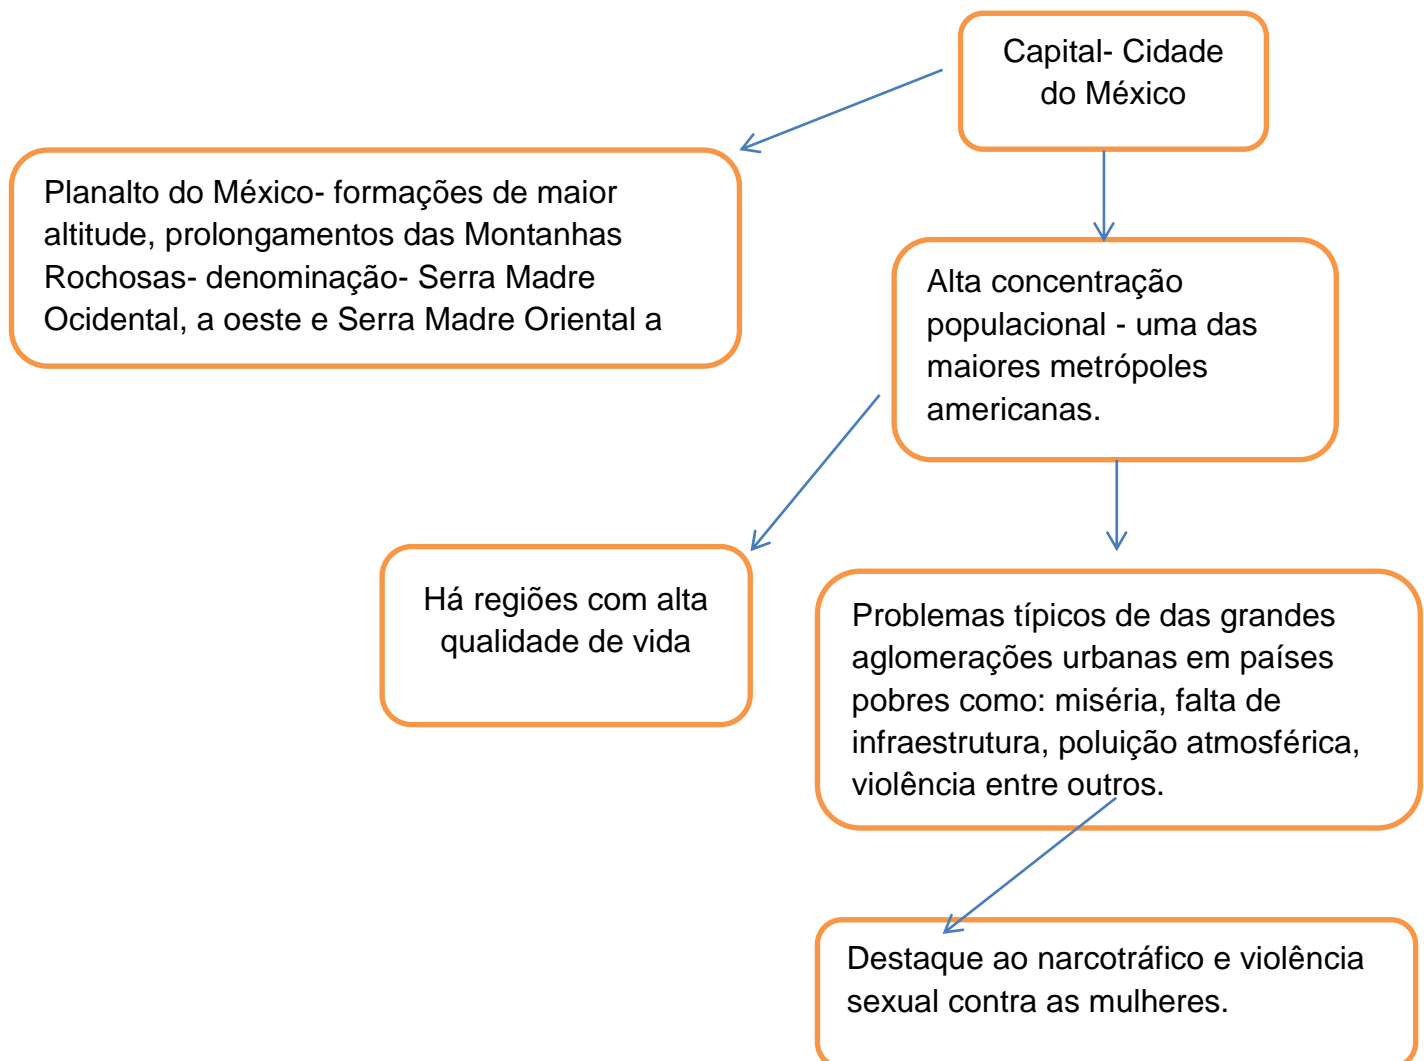 Capital- Cidade
do México
Planalto do México- formações de maior
altitude, prolongamentos das Montanhas
Rochosas- denominação- Serra Madre
Ocidental, a oeste e Serra Madre Oriental a
Alta concentração
populacional - uma das
maiores metrópoles
americanas.
Há regiões com alta
qualidade de vida
Problemas típicos de das grandes
aglomerações urbanas em países
pobres como: miséria, falta de
infraestrutura, poluição atmosférica,
violência entre outros.
Destaque ao narcotráfico e violência
sexual contra as mulheres.